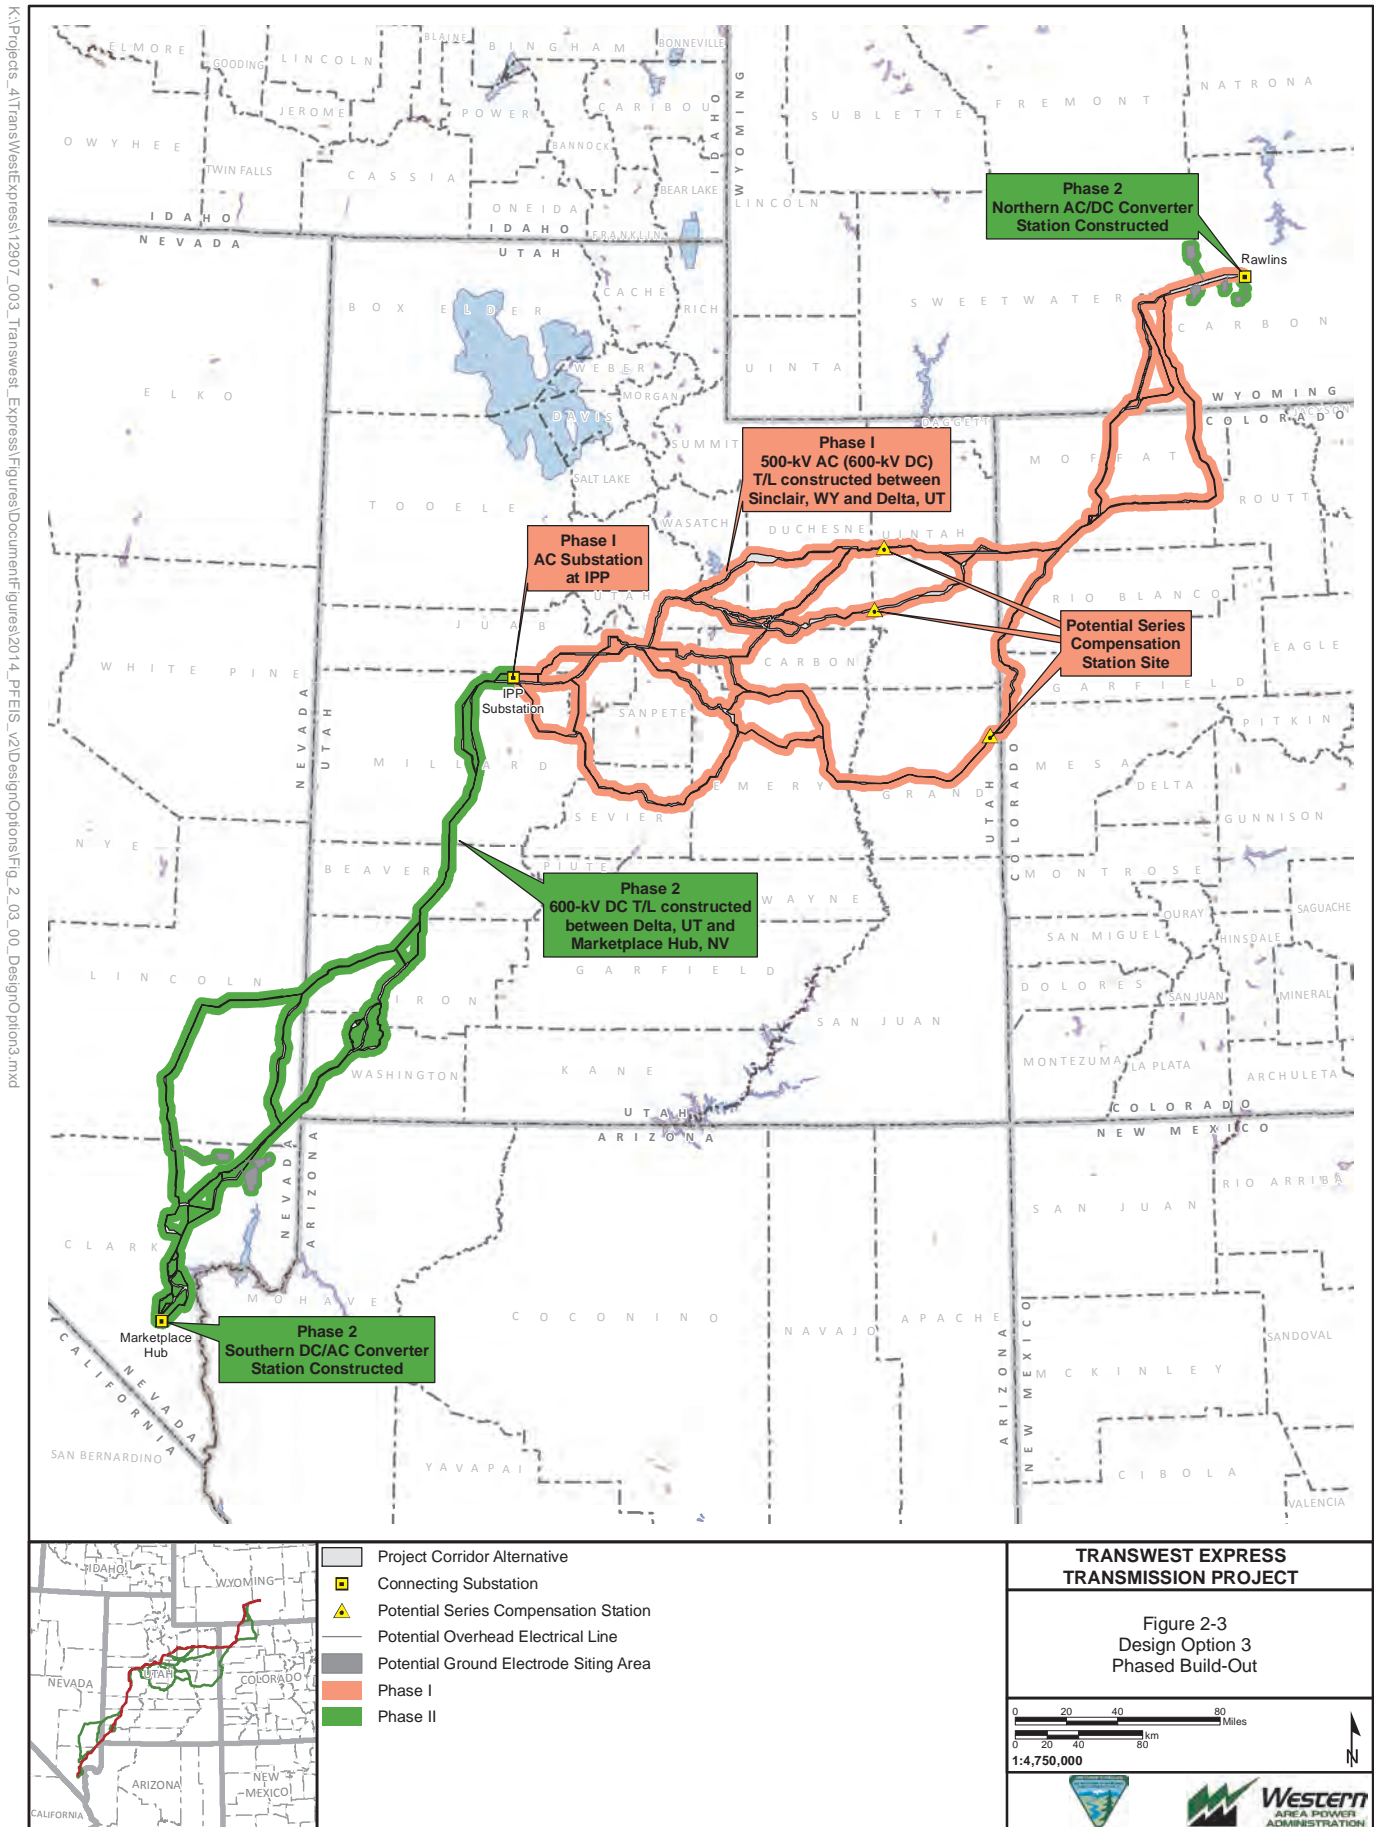 K:\Projects_4\TransWestExpress\12907_003_Transwest_Express\Figures\DocumentFigures\2014_PFEIS_v2\DesignOptions\Fig_2_03_00_DesignOption3.mxd
ELMORE
GOODING
LINCOLN
BLAINE
BINGHAM
BONNEVILLE
JEROME
POWER
CARIBOU
IDAHO
WYOMING
SUBLETTE
FREMONT
NATRONA
OWYHEE
TWIN FALLS
CASSIA
BANNOCK
BEAR LAKE
ONEIDA
FRANKLIN
LINCOLN
IDAHO
NEVADA
IDAHO
UTAH
Phase 2
Northern AC/DC Converter
Station Constructed
Rawlins
BOX ELDER
CACHE
RICH
SWEETWATER
CARBON
ELKO
WEBER
MORGAN
DAVIS
UINTA
WYOMING
COLORADO
JACKSON
SUMMIT
DAGGETT
MOFFAT
ROUTT
Phase I
500-kV AC (600-kV DC)
T/L constructed between
Sinclair, WY and Delta, UT
SALT LAKE
TOOELE
WASATCH
DUCHESNE
UINTAH
Phase I
AC Substation
at IPP
UTAH
JUAB
RIO BLANCO
Potential Series
Compensation
Station Site
EAGLE
WHITE PINE
CARBON
GARFIELD
IPP
Substation
SANPETE
PITKIN
NEVADA
UTAH
MILLARD
EMERY
GRAND
UTAH
COLORADO
MESA
DELTA
GUNNISON
SEVIER
NYE
BEAVER
PIUTE
MONTROSE
Phase 2
600-kV DC T/L constructed
between Delta, UT and
Marketplace Hub, NV
WAYNE
OURAY
SAGUACHE
SAN MIGUEL
HINSDALE
LINCOLN
GARFIELD
DOLORES
SAN JUAN
MINERAL
IRON
SAN JUAN
MONTEZUMA
LA PLATA
ARCHULETA
WASHINGTON
KANE
UTAH
ARIZONA
COLORADO
NEW MEXICO
NEVADA
ARIZONA
RIO ARRIBA
SAN JUAN
CLARK
MOHAVE
COCONINO
NAVAJO
APACHE
ARIZONA
NEW MEXICO
SANDOVAL
MCKINLEY
Marketplace
Hub
Phase 2
Southern DC/AC Converter
Station Constructed
NEVADA
CALIFORNIA
SAN BERNARDINO
YAVAPAI
CIBOLA
VALENCIA
IDAHO
WYOMING
NEVADA
UTAH
COLORADO
ARIZONA
NEW
MEXICO
CALIFORNIA
Project Corridor Alternative
Connecting Substation
Potential Series Compensation Station
Potential Overhead Electrical Line
Potential Ground Electrode Siting Area
Phase I
Phase II
TRANSWEST EXPRESS
TRANSMISSION PROJECT
Figure 2-3
Design Option 3
Phased Build-Out
0 20 40 80
Miles
0 20 40 80
km
1:4,750,000
N
Western
AREA POWER
ADMINISTRATION